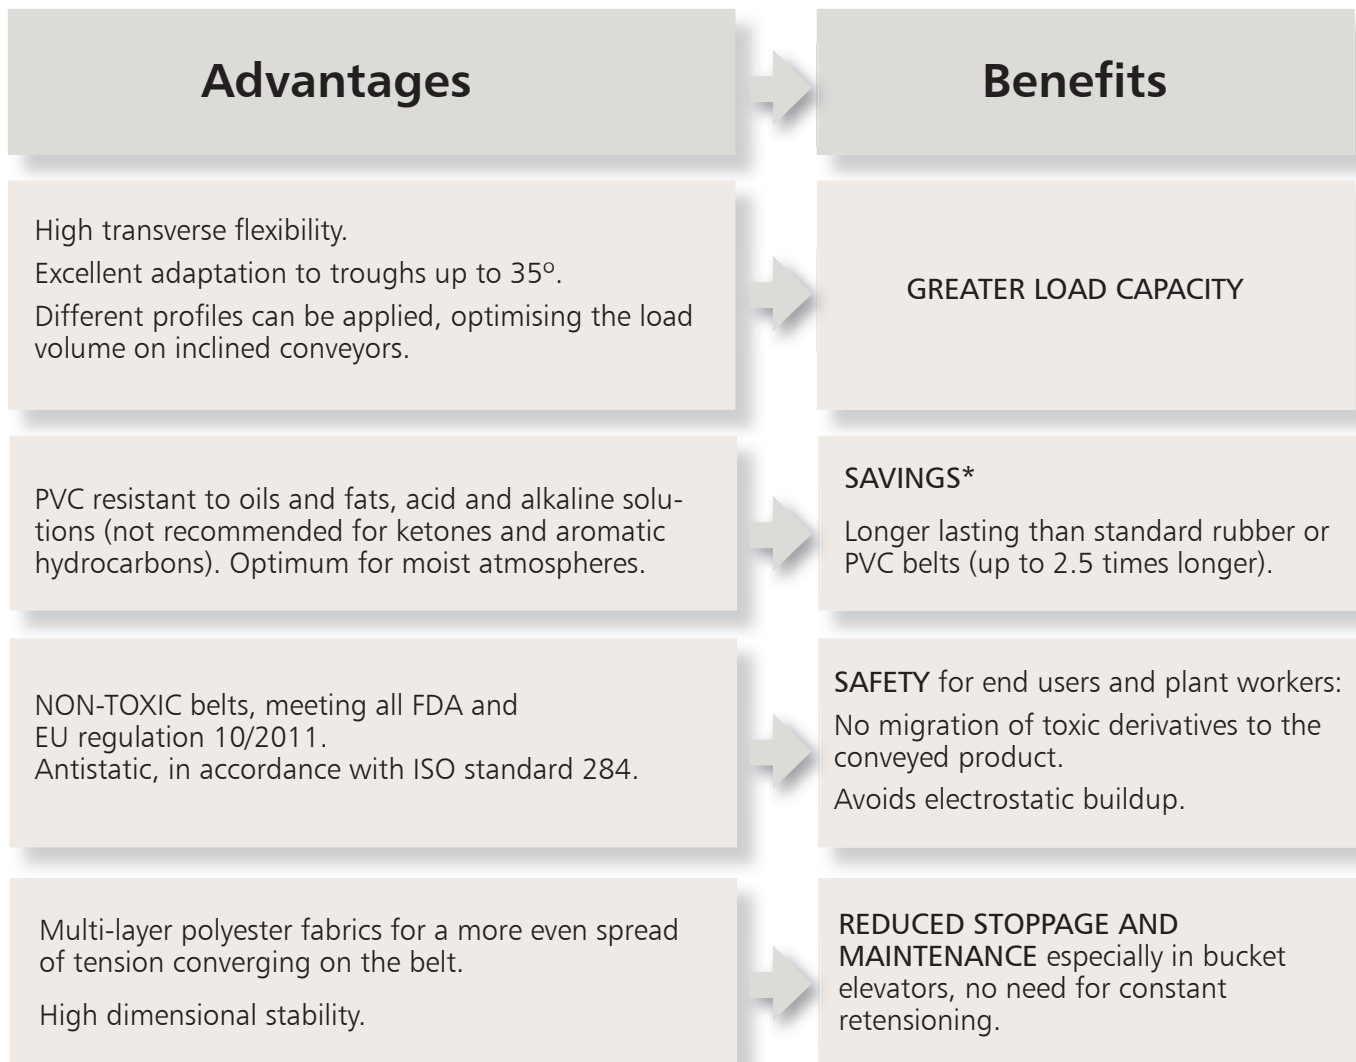 Advantages
Benefits
High transverse flexibility.
Excellent adaptation to troughs up to 35º.
Different profiles can be applied, optimising the load
volume on inclined conveyors.
GREATER LOAD CAPACITY
PVC resistant to oils and fats, acid and alkaline solu-
tions (not recommended for ketones and aromatic
hydrocarbons). Optimum for moist atmospheres.
SAVINGS*
Longer lasting than standard rubber or
PVC belts (up to 2.5 times longer).
NON-TOXIC belts, meeting all FDA and
EU regulation 10/2011.
Antistatic, in accordance with ISO standard 284.
SAFETY for end users and plant workers:
No migration of toxic derivatives to the
conveyed product.
Avoids electrostatic buildup.
Multi-layer polyester fabrics for a more even spread
of tension converging on the belt.
High dimensional stability.
REDUCED STOPPAGE AND
MAINTENANCE especially in bucket
elevators, no need for constant
retensioning.